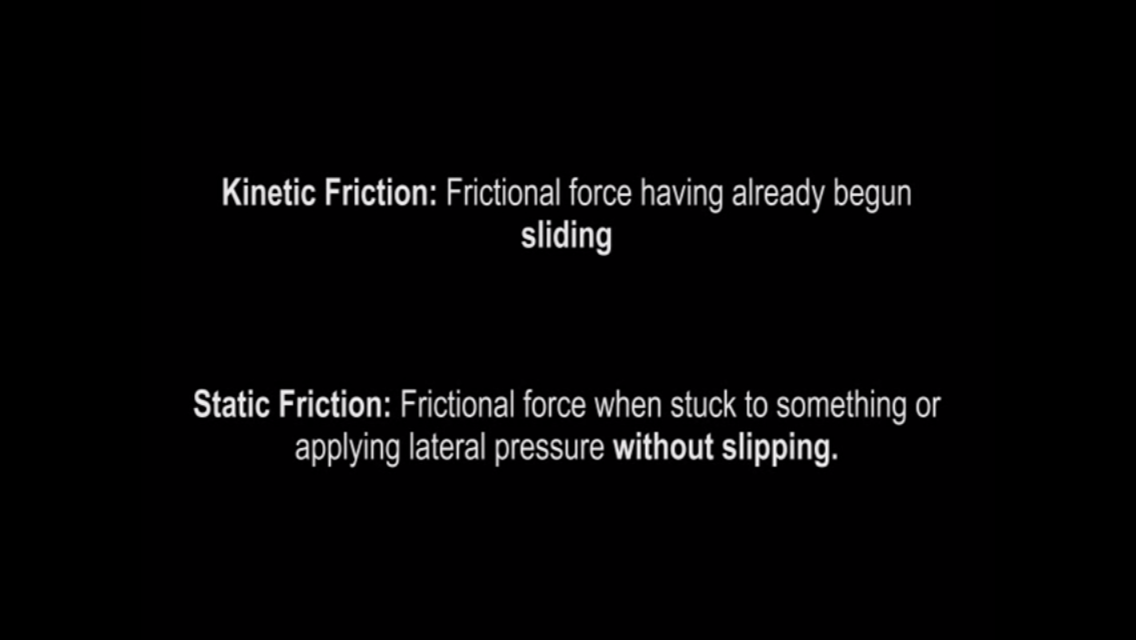 Kinetic Friction: Frictional force having already begun
sliding
Static Friction: Frictional force when stuck to something or
applying lateral pressure without slipping.